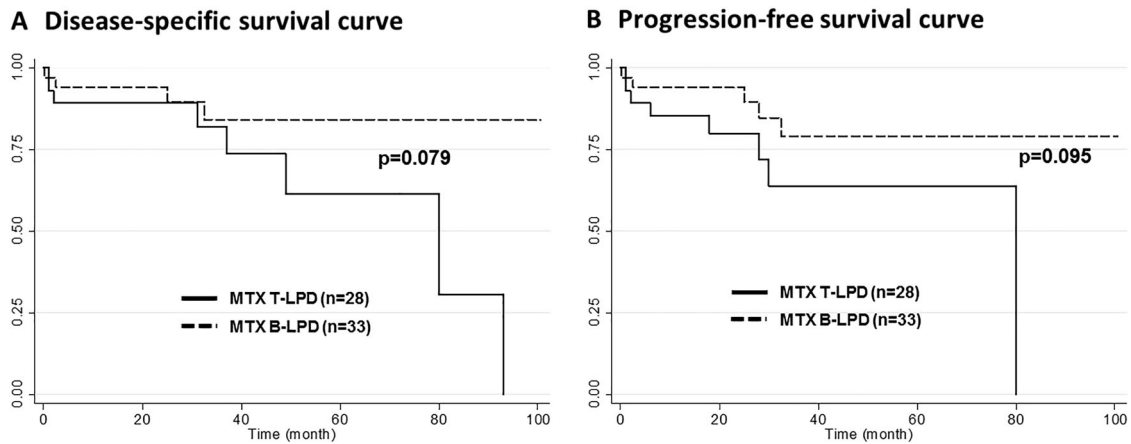 A Disease-specific survival curve
1.00
0.75
0.50
0.25
0.00
p=0.079
MTX T-LPD (n=28)
MTX B-LPD (n=33)
0 20 40 60 80 100
Time (month)
B Progression-free survival curve
1.00
0.75
0.50
0.25
0.00
p=0.095
MTX T-LPD (n=28)
MTX B-LPD (n=33)
0 20 40 60 80 100
Time (month)